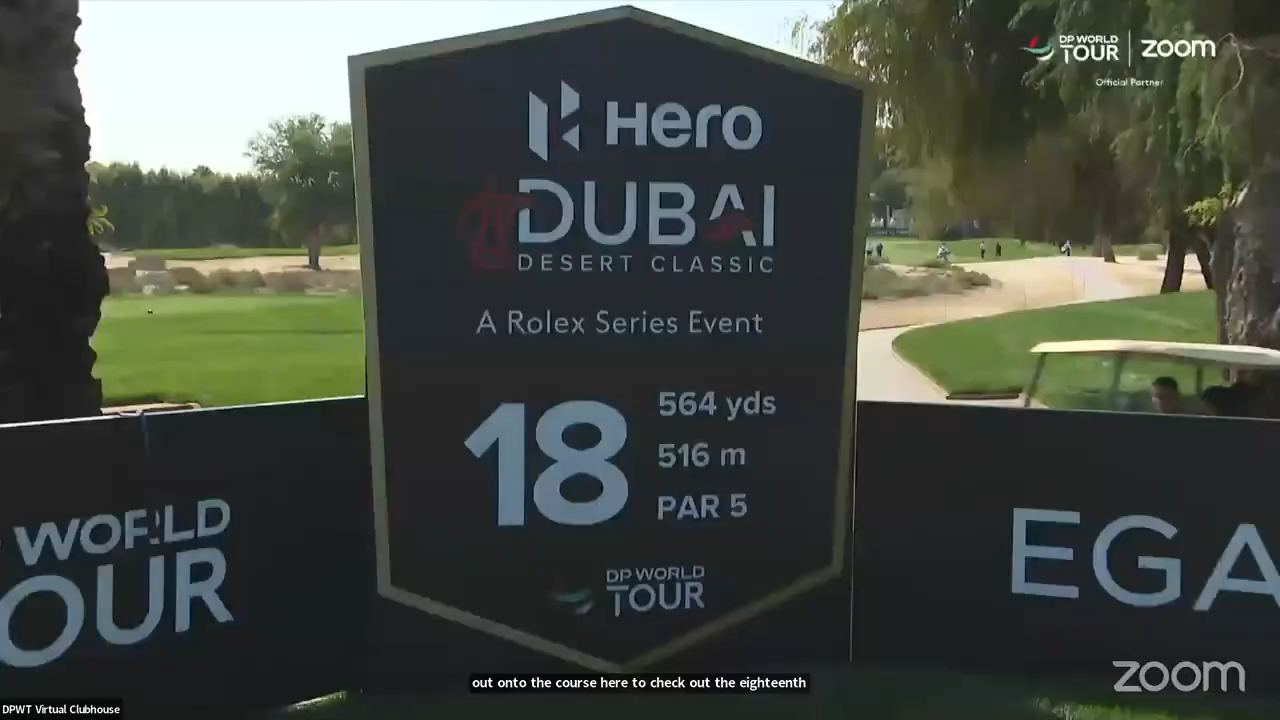 DP WORLD
TOUR
zoom
Official Partner
Hero
DUBAI
DESERT CLASSIC
A Rolex Series Event
18
564 yds
516 m
PAR 5
WORLD
OUR
EGA
DP WORLD
TOUR
zoom
out onto the course here to check out the eighteenth
DPWT Virtual Clubhouse